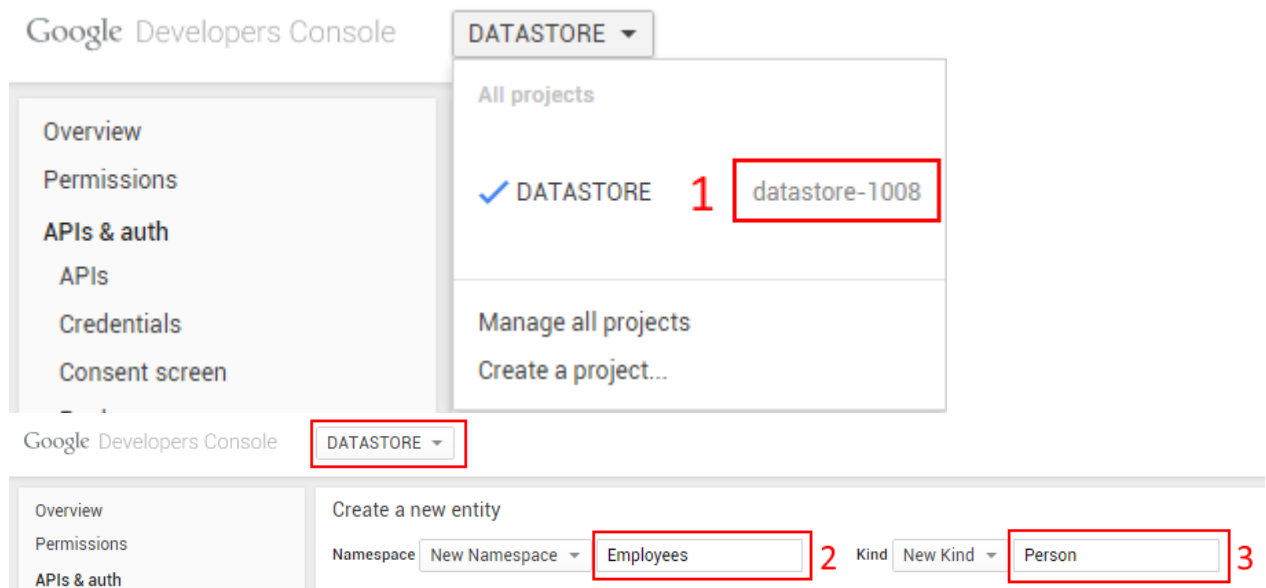 Google Developers Console DATASTORE
All projects
Overview
Permissions
DATASTORE 1 datastore-1008
APIs & auth
APIs
Credentials
Manage all projects
Consent screen
Create a project...
Google Developers Console DATASTORE
Overview
Create a new entity
Permissions
Namespace New Namespace Employees 2 Kind New Kind Person 3
APIs & auth